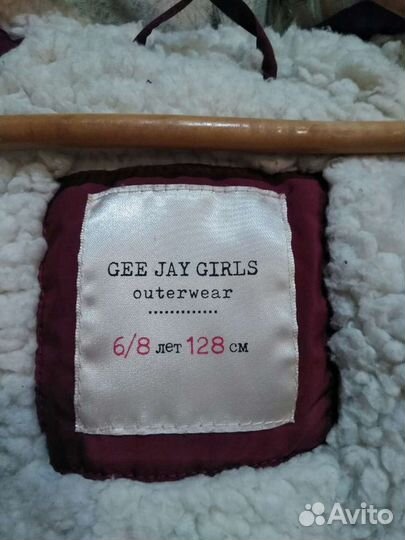 GEE JAY GIRLS
outerwear
6/8 лет 128 см
Avito